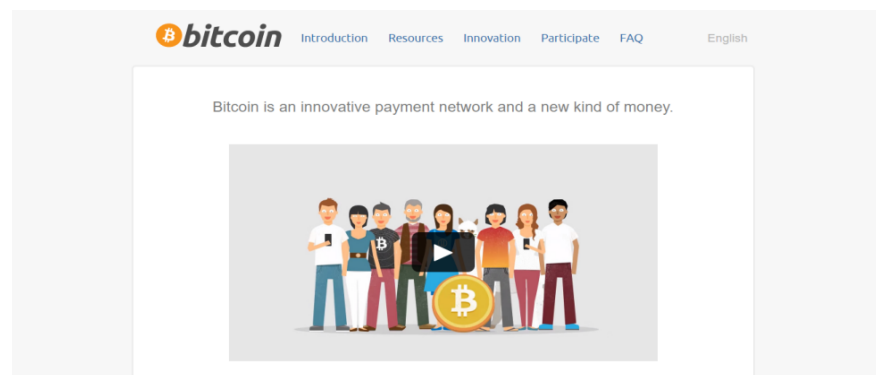 bitcoin Introduction Resources Innovation Participate FAQ English
Bitcoin is an innovative payment network and a new kind of money.